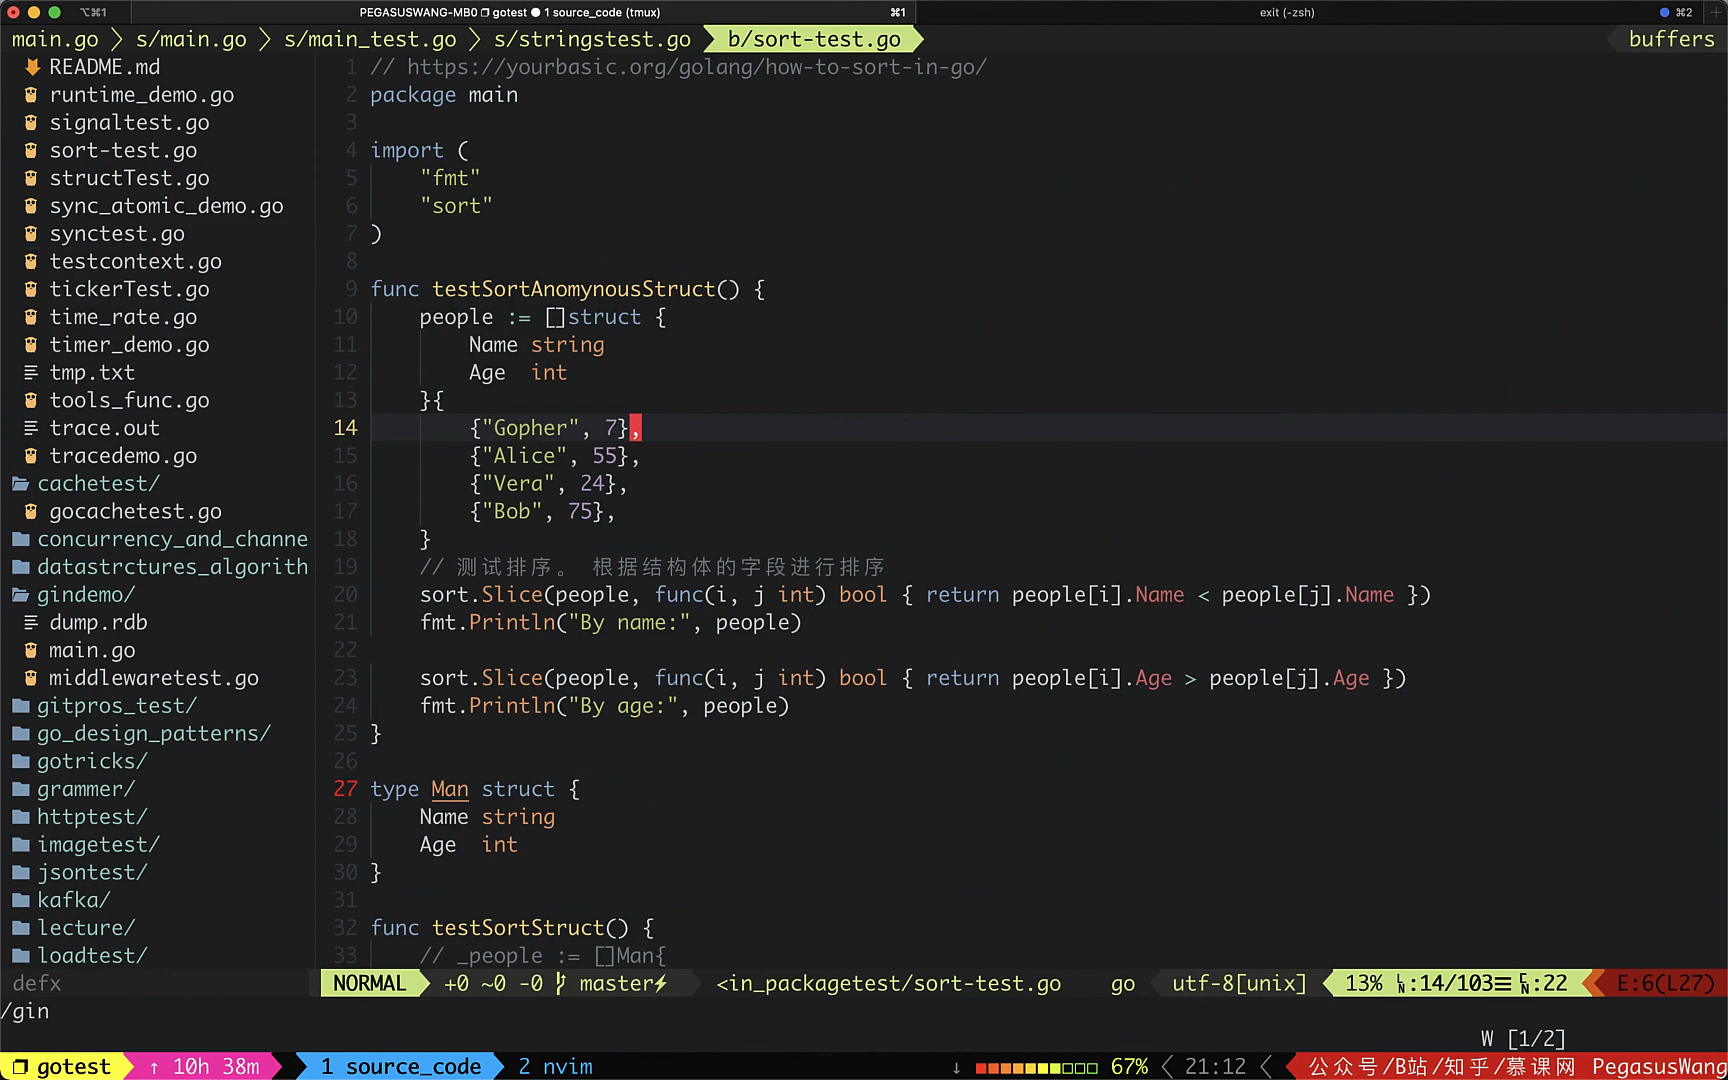 ⌥⌘1 PEGASUSWANG-MB0 gotest 1 source_code (tmux) ⌘1 exit (-zsh) ⌘2
main.go s/main.go s/main_test.go s/stringstest.go b/sort-test.go buffers
README.md
runtime_demo.go
signaltest.go
sort-test.go
structTest.go
sync_atomic_demo.go
synctest.go
testcontext.go
tickerTest.go
time_rate.go
timer_demo.go
tmp.txt
tools_func.go
trace.out
tracedemo.go
cachetest/
gocachetest.go
concurrency_and_channe
datastrctures_algorith
gindemo/
dump.rdb
main.go
middlewaretest.go
gitpros_test/
go_design_patterns/
gotricks/
grammer/
httptest/
imagetest/
jsontest/
kafka/
lecture/
loadtest/
1 // https://yourbasic.org/golang/how-to-sort-in-go/
2 package main
3
4 import (
5 "fmt"
6 "sort"
7 )
8
9 func testSortAnomynousStruct() {
10 people := []struct {
11 Name string
12 Age int
13 }{
14 {"Gopher", 7},
15 {"Alice", 55},
16 {"Vera", 24},
17 {"Bob", 75},
18 }
19 // 测试排序。 根据结构体的字段进行排序
20 sort.Slice(people, func(i, j int) bool { return people[i].Name < people[j].Name })
21 fmt.Println("By name:", people)
22
23 sort.Slice(people, func(i, j int) bool { return people[i].Age > people[j].Age })
24 fmt.Println("By age:", people)
25 }
26
27 type Man struct {
28 Name string
29 Age int
30 }
31
32 func testSortStruct() {
33 // _people := []Man{
defx NORMAL +0 ~0 -0 master⚡ <in_packagetest/sort-test.go go utf-8[unix] 13% LN:14/103☰ CN:22 E:6(L27)
/gin
W [1/2]
gotest ↑ 10h 38m 1 source_code 2 nvim ↓ 67% 21:12 公众号/B站/知乎/慕课网 PegasusWang